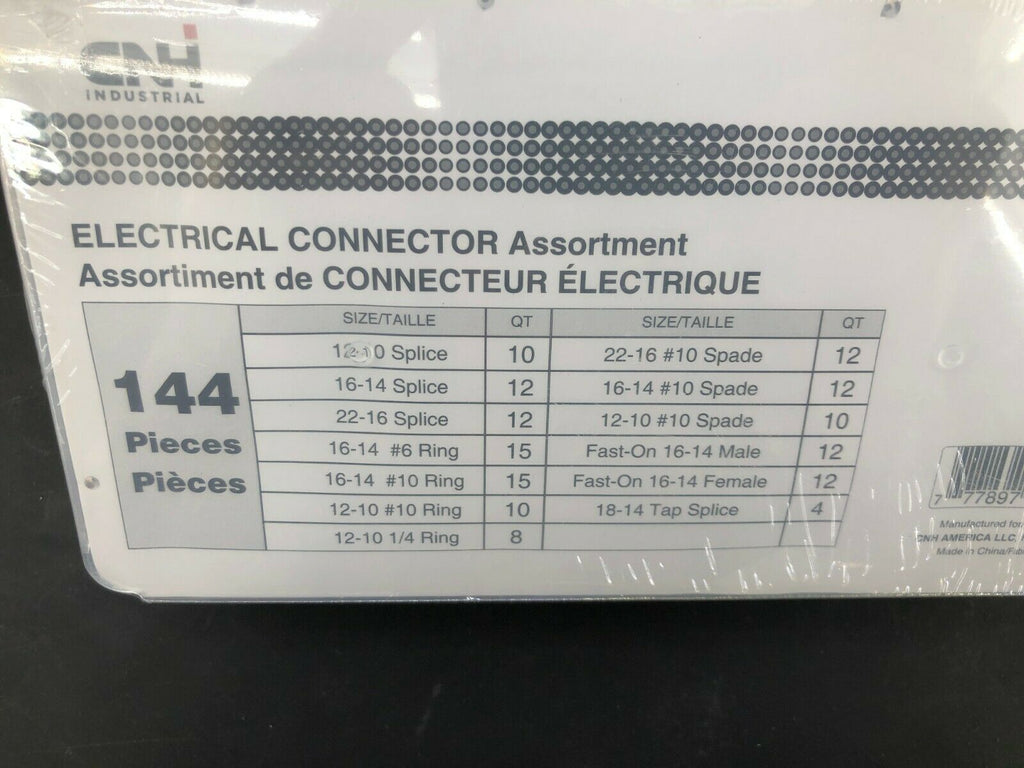 CNH
INDUSTRIAL
ELECTRICAL CONNECTOR Assortment
Assortiment de CONNECTEUR ÉLECTRIQUE
144
Pieces
Pièces
SIZE/TAILLE QT SIZE/TAILLE QT
12-10 Splice 10 22-16 #10 Spade 12
16-14 Splice 12 16-14 #10 Spade 12
22-16 Splice 12 12-10 #10 Spade 10
16-14 #6 Ring 15 Fast-On 16-14 Male 12
16-14 #10 Ring 15 Fast-On 16-14 Female 12
12-10 #10 Ring 10 18-14 Tap Splice 4
12-10 1/4 Ring 8
7 77897
Manufactured for
CNH AMERICA LLC,
Made in China/Fab